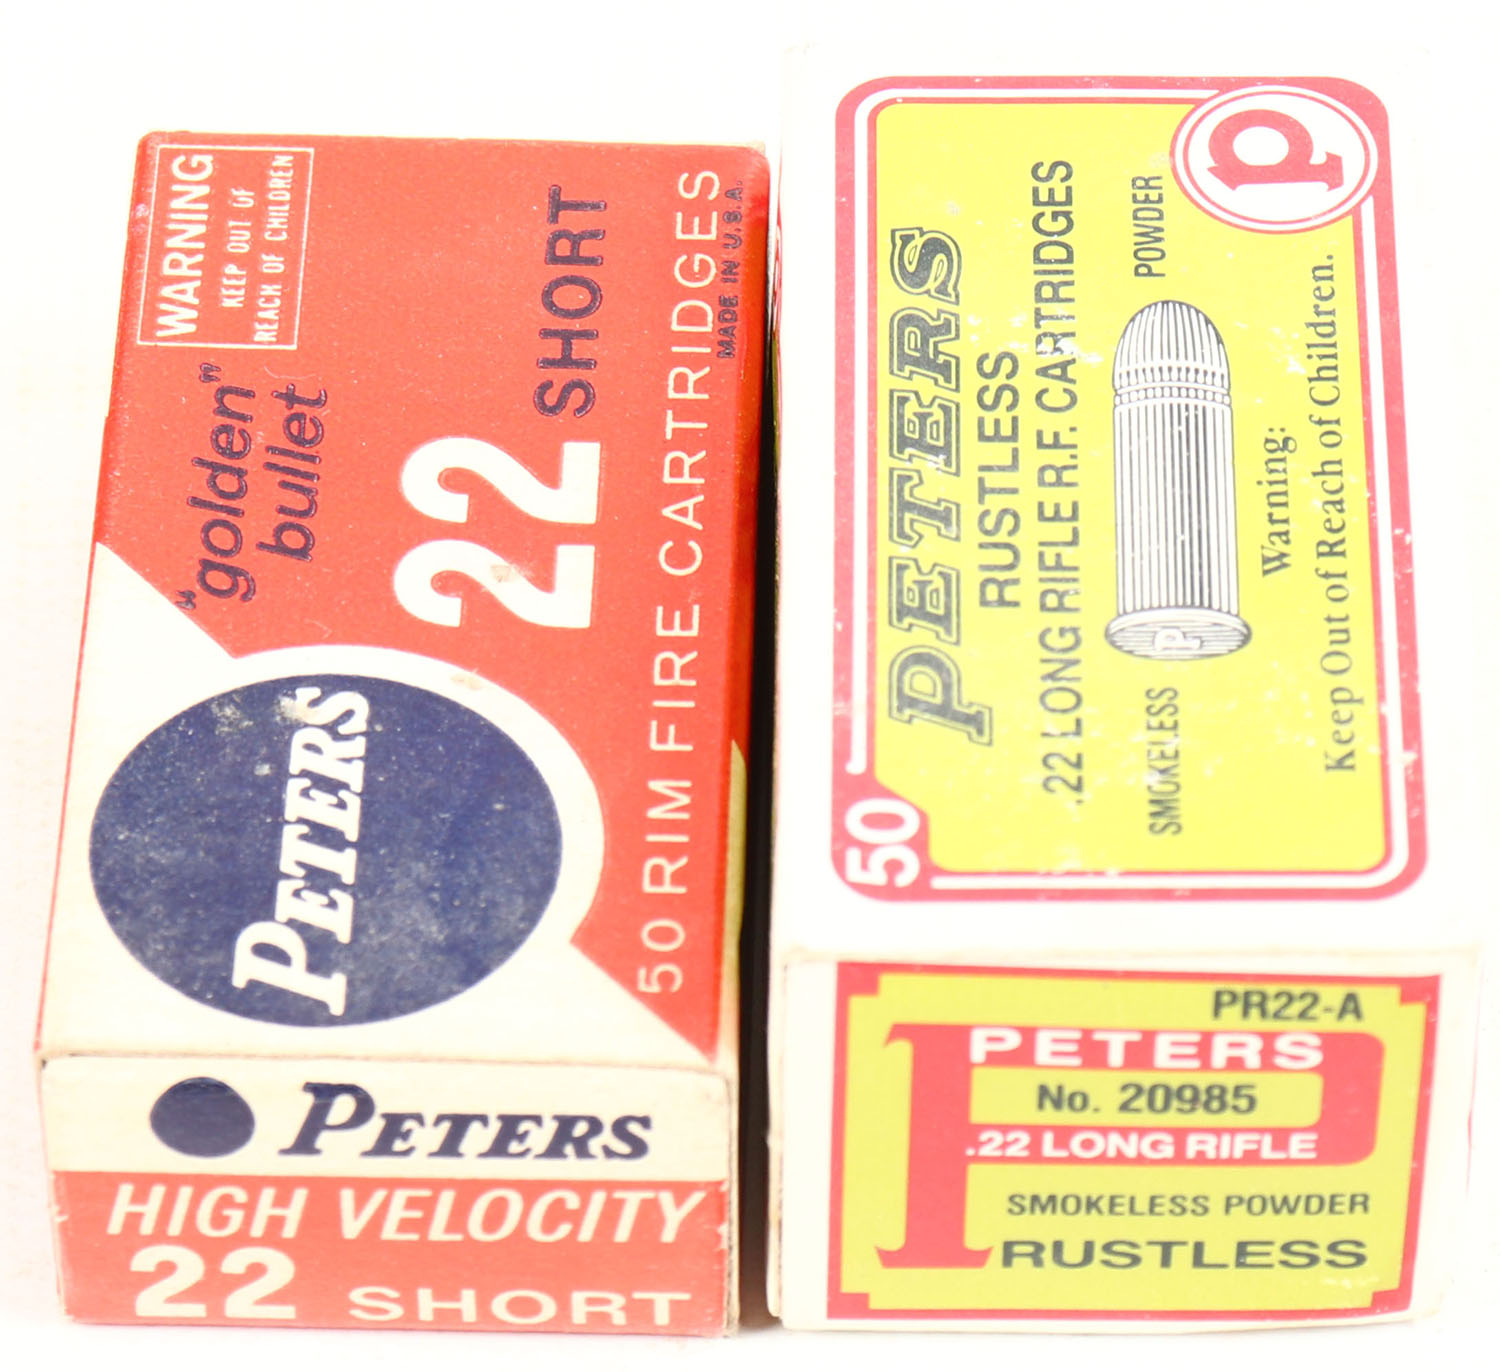 WARNING
KEEP OUT OF
REACH OF CHILDREN
"golden"
bullet
22 SHORT
50 RIM FIRE CARTRIDGES
MADE IN U.S.A.
PETERS
PETERS
HIGH VELOCITY
22 SHORT
50
P
PETERS
RUSTLESS
.22 LONG RIFLE R.F. CARTRIDGES
SMOKELESS POWDER
P
Warning:
Keep Out of Reach of Children.
PR22-A
P
PETERS
No. 20985
.22 LONG RIFLE
SMOKELESS POWDER
RUSTLESS